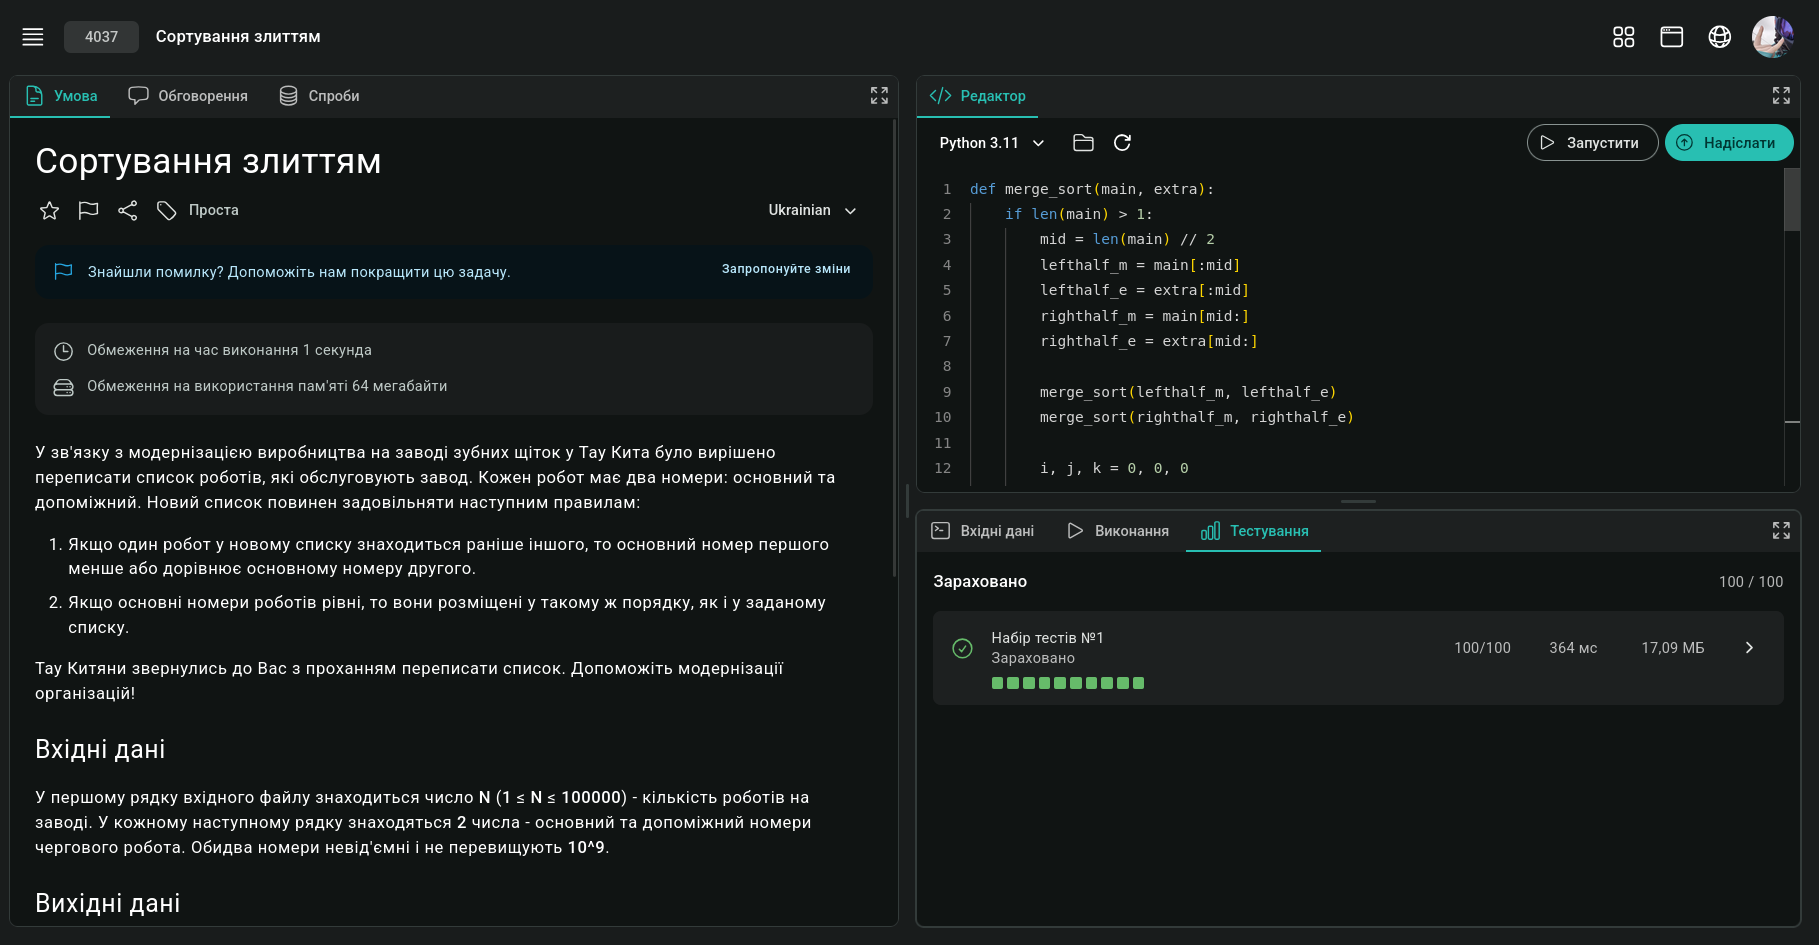 4037
Сортування злиттям
Умова
Обговорення
Спроби
Сортування злиттям
Проста
Ukrainian
Знайшли помилку? Допоможіть нам покращити цю задачу.
Запропонуйте зміни
Обмеження на час виконання 1 секунда
Обмеження на використання пам'яті 64 мегабайти
У зв'язку з модернізацією виробництва на заводі зубних щіток у Тау Кита було вирішено
переписати список роботів, які обслуговують завод. Кожен робот має два номери: основний та
допоміжний. Новий список повинен задовільняти наступним правилам:
1. Якщо один робот у новому списку знаходиться раніше іншого, то основний номер першого
менше або дорівнює основному номеру другого.
2. Якщо основні номери роботів рівні, то вони розміщені у такому ж порядку, як і у заданому
списку.
Тау Китяни звернулись до Вас з проханням переписати список. Допоможіть модернізації
організацій!
Вхідні дані
У першому рядку вхідного файлу знаходиться число N (1 ≤ N ≤ 100000) - кількість роботів на
заводі. У кожному наступному рядку знаходяться 2 числа - основний та допоміжний номери
чергового робота. Обидва номери невід'ємні і не перевищують 10^9.
Вихідні дані
Редактор
Python 3.11
Запустити
Надіслати
1 def merge_sort(main, extra):
2 if len(main) > 1:
3 mid = len(main) // 2
4 lefthalf_m = main[:mid]
5 lefthalf_e = extra[:mid]
6 righthalf_m = main[mid:]
7 righthalf_e = extra[mid:]
8
9 merge_sort(lefthalf_m, lefthalf_e)
10 merge_sort(righthalf_m, righthalf_e)
11
12 i, j, k = 0, 0, 0
Вхідні дані
Виконання
Тестування
Зараховано
100 / 100
Набір тестів №1
Зараховано
100/100
364 мс
17,09 МБ